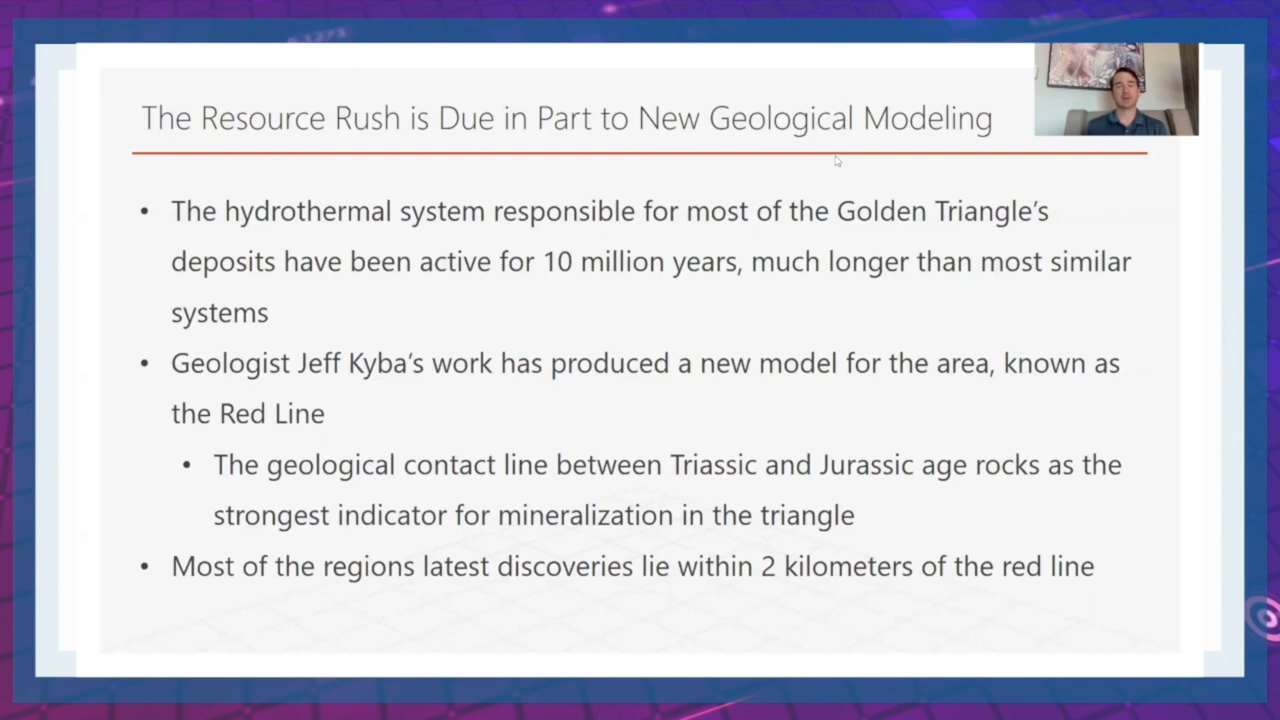 The Resource Rush is Due in Part to New Geological Modeling
• The hydrothermal system responsible for most of the Golden Triangle's
deposits have been active for 10 million years, much longer than most similar
systems
• Geologist Jeff Kyba's work has produced a new model for the area, known as
the Red Line
• The geological contact line between Triassic and Jurassic age rocks as the
strongest indicator for mineralization in the triangle
• Most of the regions latest discoveries lie within 2 kilometers of the red line